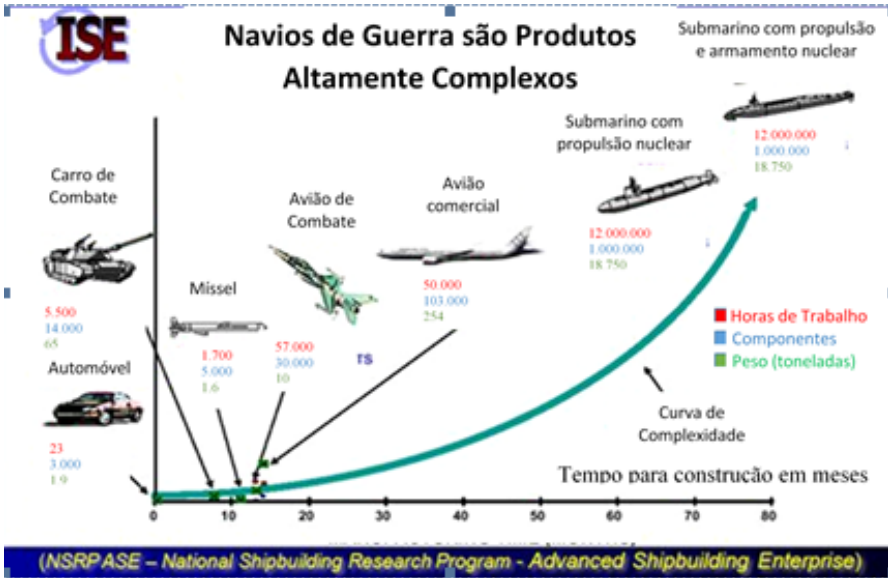 ISE
Navios de Guerra são Produtos
Altamente Complexos
Submarino com propulsão
e armamento nuclear
12.000.000
1.000.000
18.750
Submarino com
propulsão nuclear
12.000.000
1.000.000
18.750
Carro de
Combate
5.500
14.000
65
Míssel
1.700
5.000
1.6
Avião de
Combate
57.000
30.000
10
TS
Avião
comercial
50.000
103.000
254
Automóvel
23
3.000
1.9
Horas de Trabalho
Componentes
Peso (toneladas)
Curva de
Complexidade
Tempo para construção em meses
0 10 20 30 40 50 60 70 80
(NSRP ASE – National Shipbuilding Research Program - Advanced Shipbuilding Enterprise)